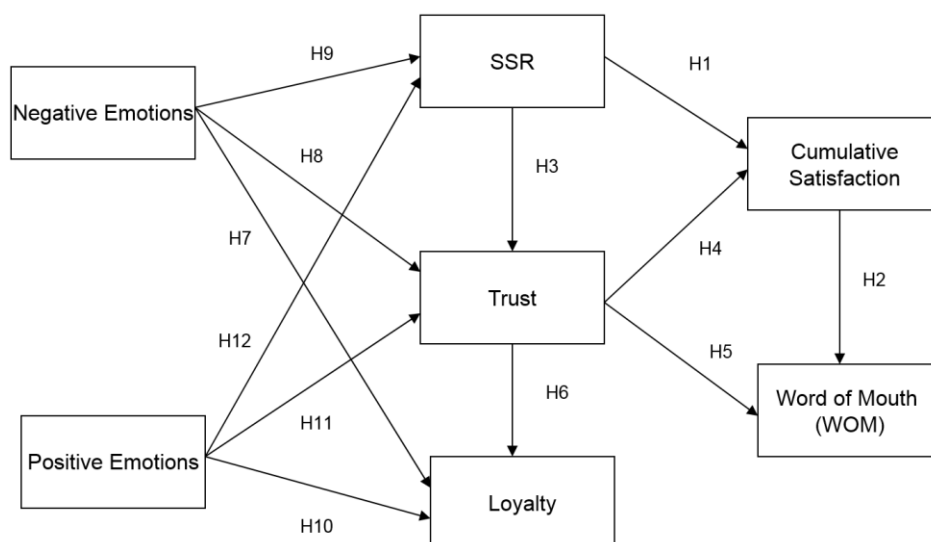 H9
SSR
H1
Negative Emotions
H8
H3
Cumulative
Satisfaction
H7
H4
H2
Trust
H12
H5
H11
H6
Word of Mouth
(WOM)
Positive Emotions
Loyalty
H10